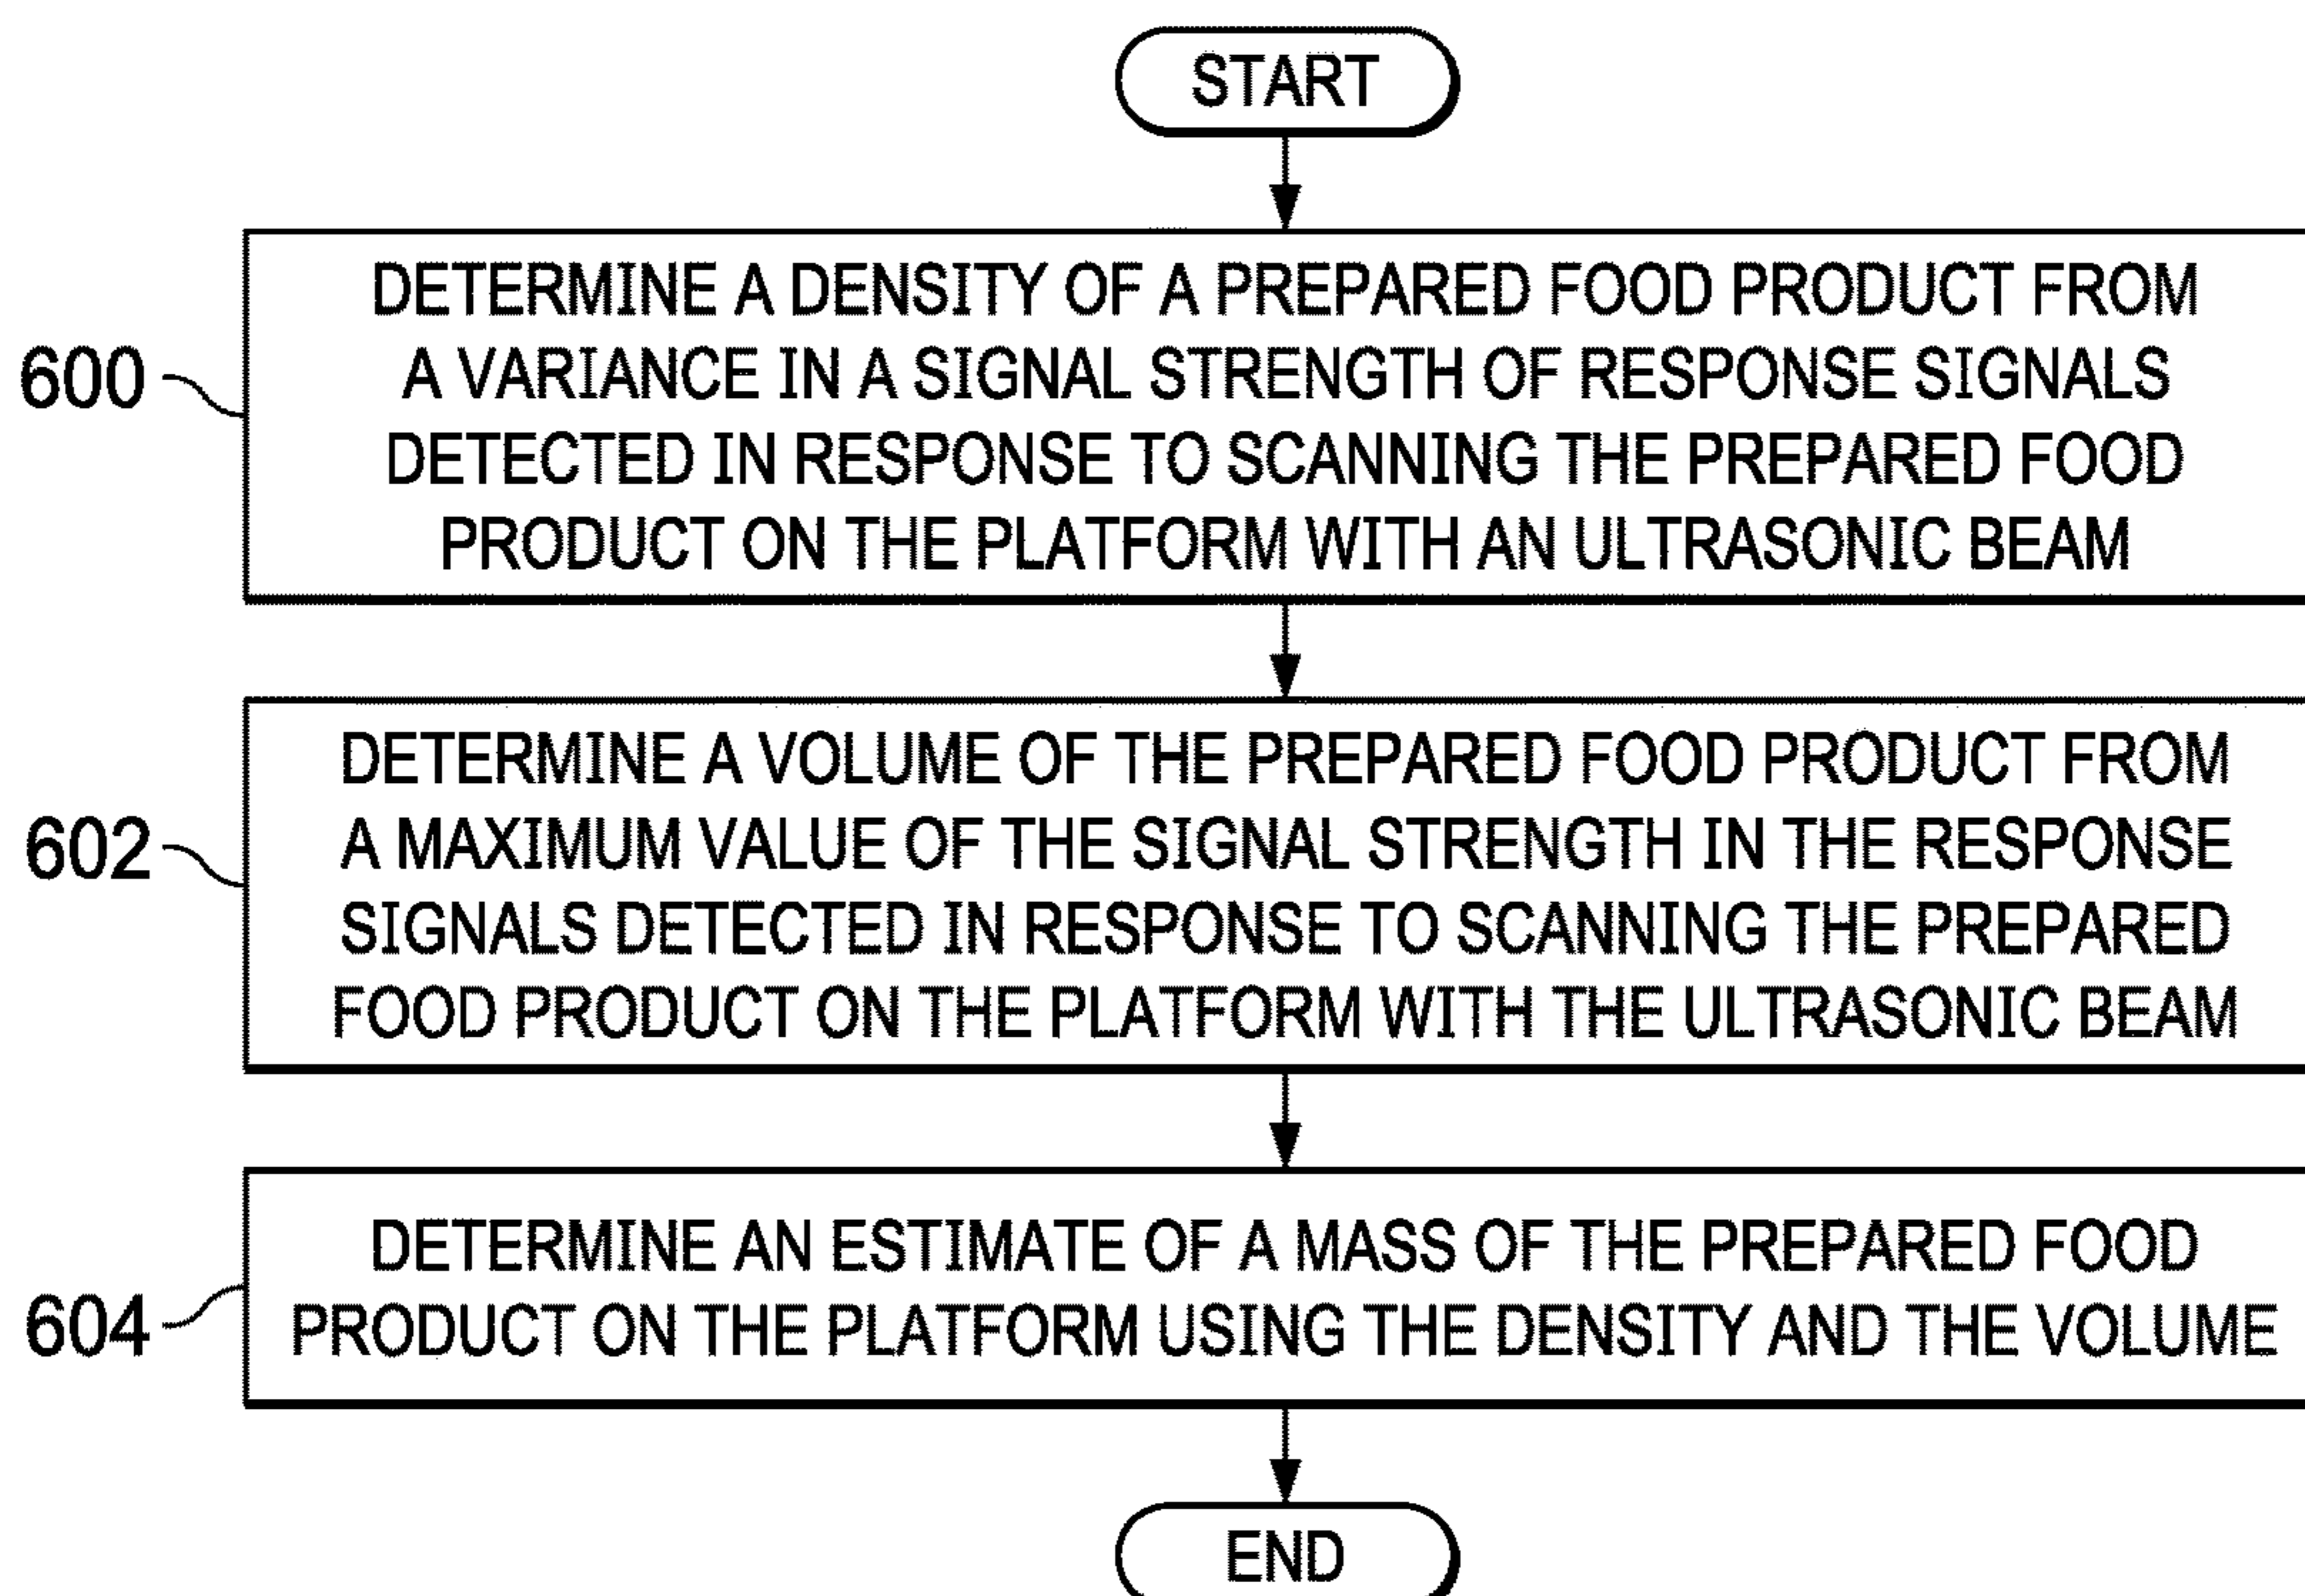 START
600
DETERMINE A DENSITY OF A PREPARED FOOD PRODUCT FROM
A VARIANCE IN A SIGNAL STRENGTH OF RESPONSE SIGNALS
DETECTED IN RESPONSE TO SCANNING THE PREPARED FOOD
PRODUCT ON THE PLATFORM WITH AN ULTRASONIC BEAM
602
DETERMINE A VOLUME OF THE PREPARED FOOD PRODUCT FROM
A MAXIMUM VALUE OF THE SIGNAL STRENGTH IN THE RESPONSE
SIGNALS DETECTED IN RESPONSE TO SCANNING THE PREPARED
FOOD PRODUCT ON THE PLATFORM WITH THE ULTRASONIC BEAM
604
DETERMINE AN ESTIMATE OF A MASS OF THE PREPARED FOOD
PRODUCT ON THE PLATFORM USING THE DENSITY AND THE VOLUME
END